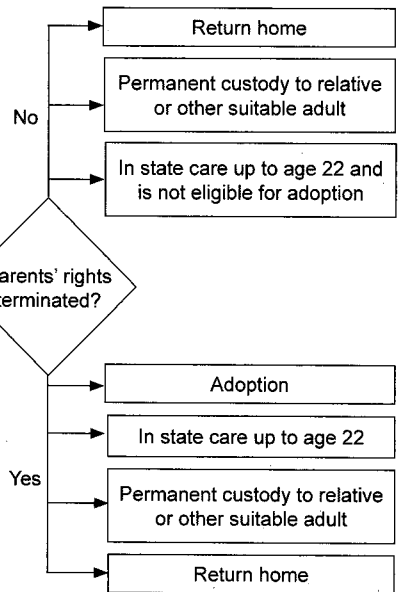 Return home
Permanent custody to relative
or other suitable adult
No
In state care up to age 22 and
is not eligible for adoption
arents' rights
terminated?
Adoption
In state care up to age 22
Yes
Permanent custody to relative
or other suitable adult
Return home